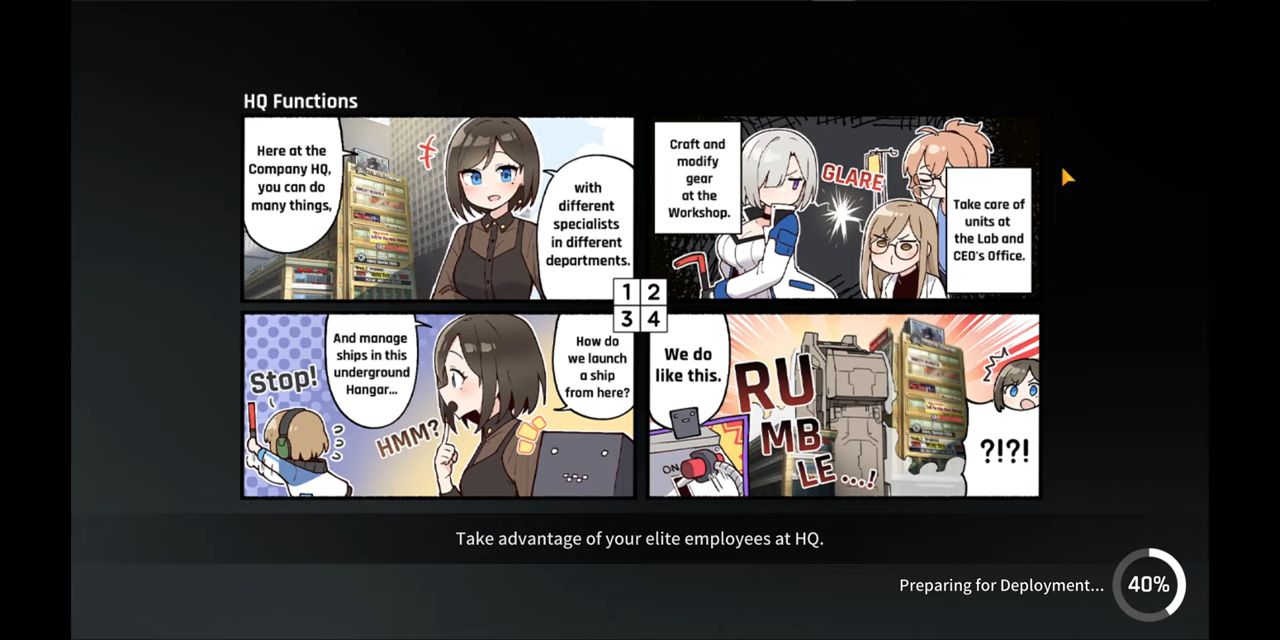 HQ Functions
Here at the
Company HQ,
you can do
many things,
with
different
specialists
in different
departments.
Craft and
modify
gear
at the
Workshop.
GLARE
Take care of
units at
the Lab and
CEO's Office.
1 2
3 4
Stop!
And manage
ships in this
underground
Hangar...
HMM?
How do
we launch
a ship
from here?
We do
like this.
ON
RU
MB
LE...!
?!?!
Take advantage of your elite employees at HQ.
Preparing for Deployment...
40%